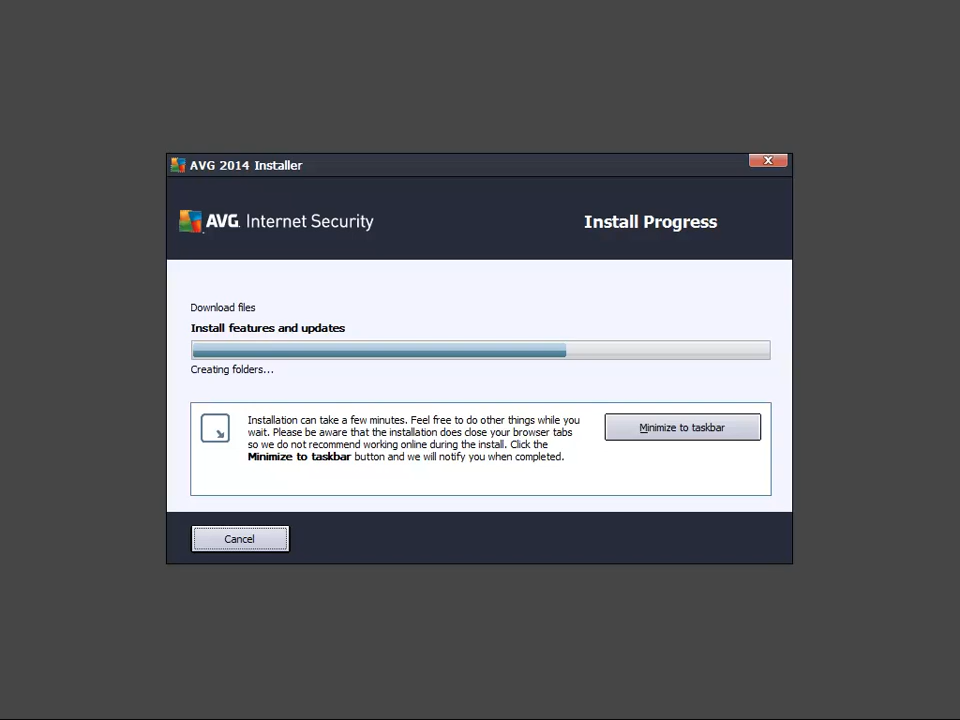 AVG 2014 Installer
AVG. Internet Security
Install Progress
Download files
Install features and updates
Creating folders...
Installation can take a few minutes. Feel free to do other things while you
wait. Please be aware that the installation does close your browser tabs
so we do not recommend working online during the install. Click the
Minimize to taskbar button and we will notify you when completed.
Minimize to taskbar
Cancel